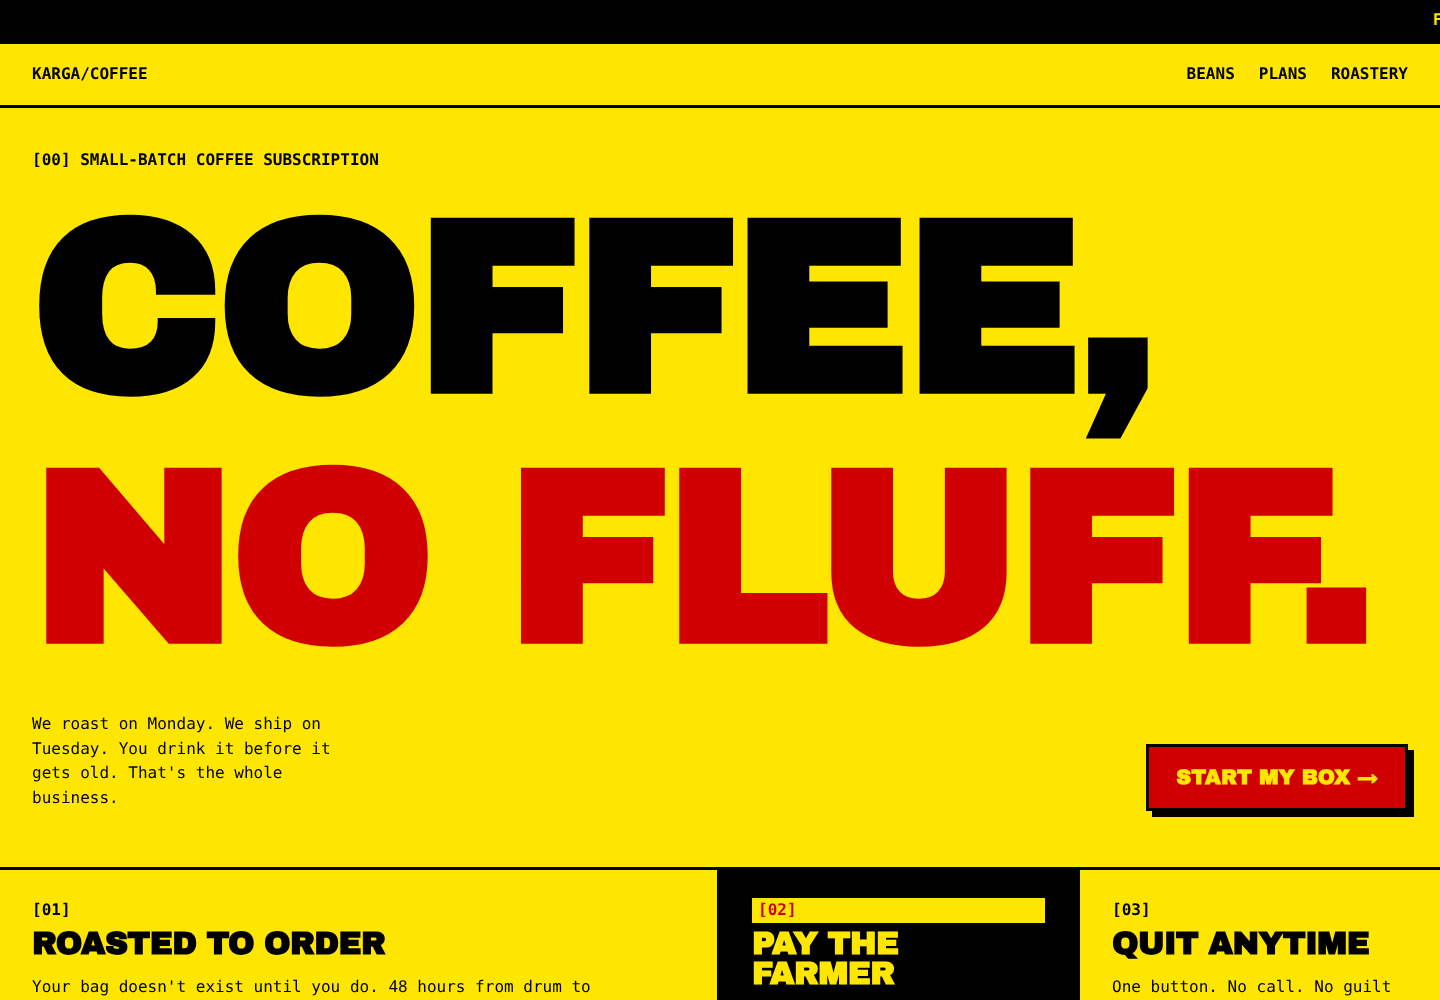 KARGA/COFFEE
BEANS PLANS ROASTERY
[00] SMALL-BATCH COFFEE SUBSCRIPTION
COFFEE,
NO FLUFF.
We roast on Monday. We ship on
Tuesday. You drink it before it
gets old. That's the whole
business.
START MY BOX →
[01]
ROASTED TO ORDER
Your bag doesn't exist until you do. 48 hours from drum to
[02]
PAY THE
FARMER
[03]
QUIT ANYTIME
One button. No call. No guilt